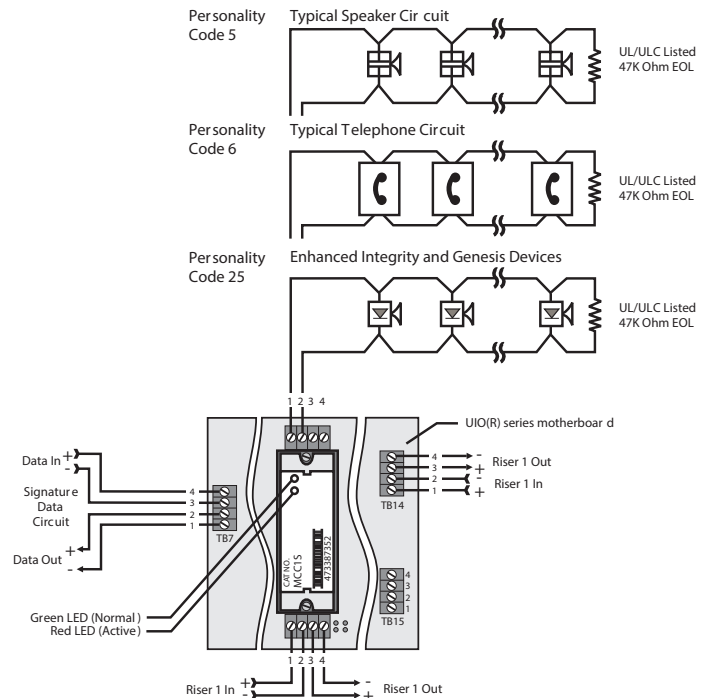 Personality Code 5
Typical Speaker Cir cuit
UL/ULC Listed
47K Ohm EOL
Personality Code 6
Typical Telephone Circuit
UL/ULC Listed
47K Ohm EOL
Personality Code 25
Enhanced Integrity and Genesis Devices
UL/ULC Listed
47K Ohm EOL
1 2 3 4
UIO(R) series motherboar d
Data In + -
Signature
Data
Circuit
Data Out + -
4
3
2
1
TB7
4 - Riser 1 Out
3 +
2 - Riser 1 In
1 +
TB14
CAT NO.
MCC1S
473387352
4
3
2
1
TB15
Green LED (Normal)
Red LED (Active)
1 2 3 4
Riser 1 In + -
- + Riser 1 Out